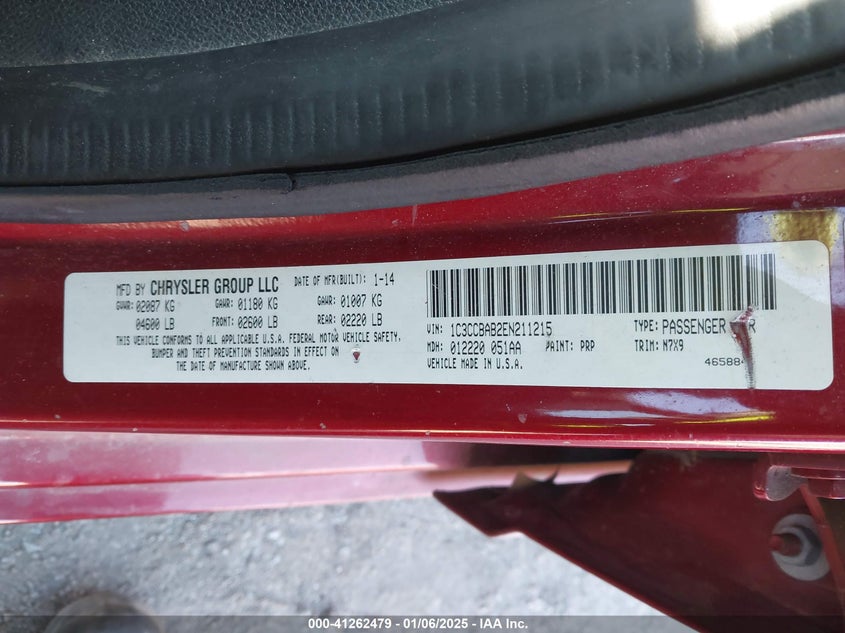 MFD BY CHRYSLER GROUP LLC DATE OF MFR(BUILT): 1-14
GVWR: 02087 KG GAWR: 01180 KG GAWR: 01007 KG
04600 LB FRONT: 02600 LB REAR: 02220 LB
THIS VEHICLE CONFORMS TO ALL APPLICABLE U.S.A. FEDERAL MOTOR VEHICLE SAFETY,
BUMPER AND THEFT PREVENTION STANDARDS IN EFFECT ON
THE DATE OF MANUFACTURE SHOWN ABOVE.
VIN: 1C3CCBAB2EN211215 TYPE: PASSENGER
MDH: 012220 051AA PAINT: PRP TRIM: N7X9
VEHICLE MADE IN U.S.A. 46588
000-41262479 - 01/06/2025 - IAA Inc.